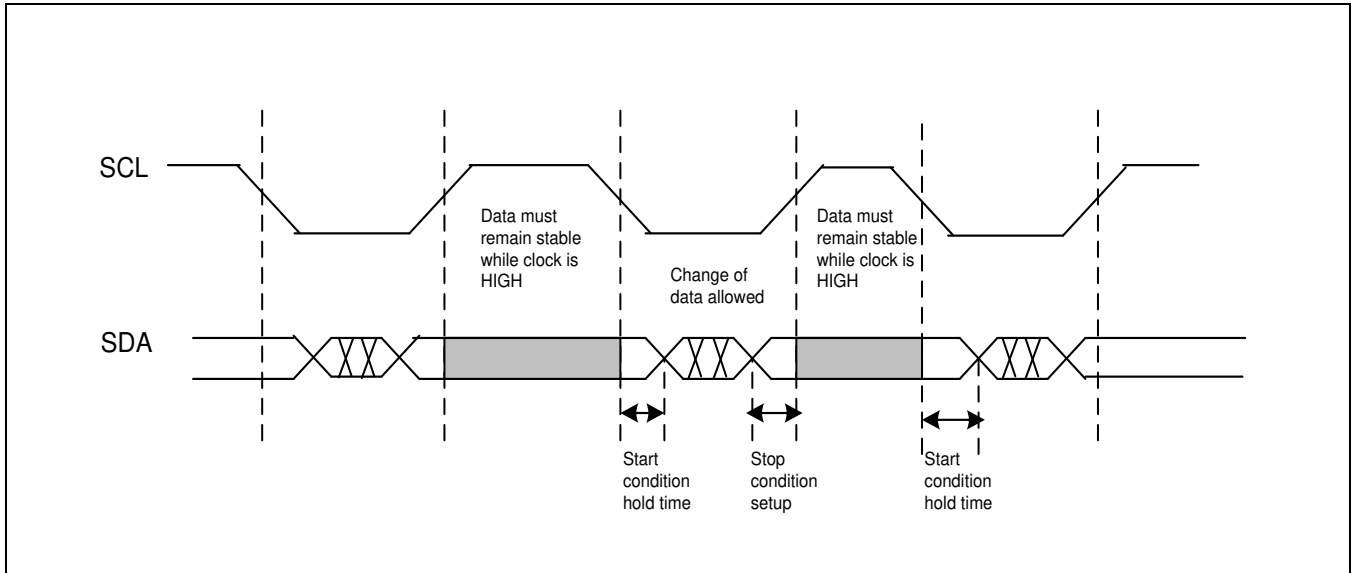 SCL
Data must
remain stable
while clock is
HIGH
Change of
data allowed
Data must
remain stable
while clock is
HIGH
SDA
Start
condition
hold time
Stop
condition
setup
Start
condition
hold time